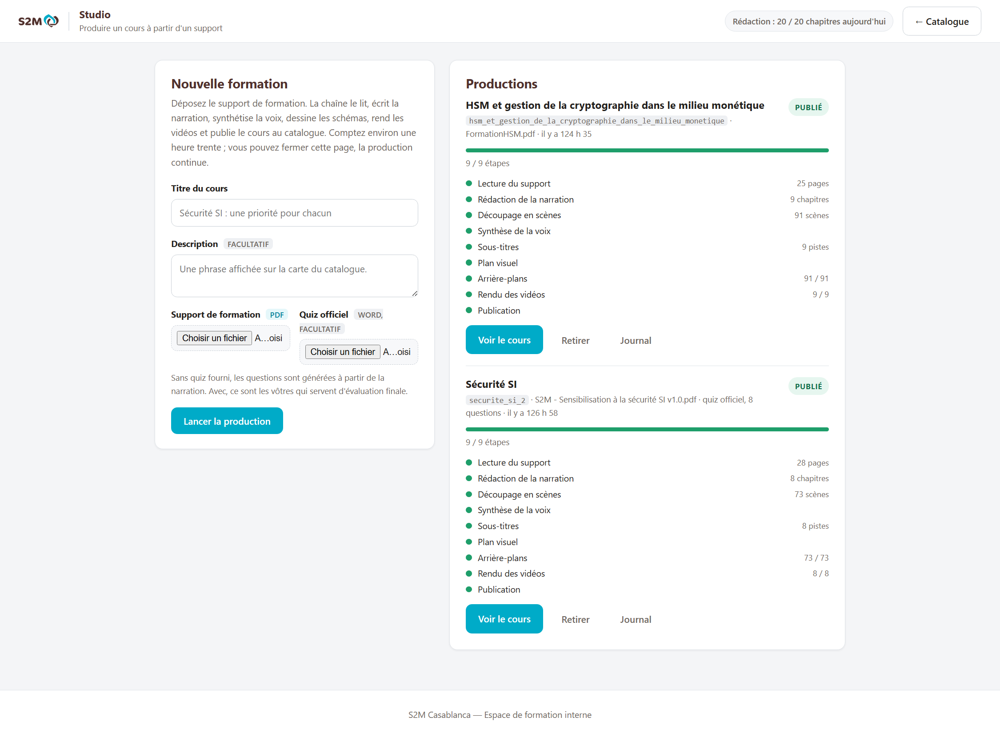 S2M
Studio
Produire un cours à partir d'un support
Rédaction : 20 / 20 chapitres aujourd'hui
← Catalogue
Nouvelle formation
Déposez le support de formation. La chaîne le lit, écrit la
narration, synthétise la voix, dessine les schémas, rend les
vidéos et publie le cours au catalogue. Comptez environ une
heure trente ; vous pouvez fermer cette page, la production
continue.
Titre du cours
Sécurité SI : une priorité pour chacun
Description FACULTATIF
Une phrase affichée sur la carte du catalogue.
Support de formation PDF
Choisir un fichier A…oisi
Quiz officiel WORD,
FACULTATIF
Choisir un fichier A…oisi
Sans quiz fourni, les questions sont générées à partir de la
narration. Avec, ce sont les vôtres qui servent d'évaluation finale.
Lancer la production
Productions
HSM et gestion de la cryptographie dans le milieu monétique
PUBLIÉ
hsm_et_gestion_de_la_cryptographie_dans_le_milieu_monetique ·
FormationHSM.pdf · il y a 124 h 35
9 / 9 étapes
Lecture du support 25 pages
Rédaction de la narration 9 chapitres
Découpage en scènes 91 scènes
Synthèse de la voix
Sous-titres 9 pistes
Plan visuel
Arrière-plans 91 / 91
Rendu des vidéos 9 / 9
Publication
Voir le cours Retirer Journal
Sécurité SI
PUBLIÉ
securite_si_2 · S2M - Sensibilisation à la sécurité SI v1.0.pdf · quiz officiel, 8
questions · il y a 126 h 58
9 / 9 étapes
Lecture du support 28 pages
Rédaction de la narration 8 chapitres
Découpage en scènes 73 scènes
Synthèse de la voix
Sous-titres 8 pistes
Plan visuel
Arrière-plans 73 / 73
Rendu des vidéos 8 / 8
Publication
Voir le cours Retirer Journal
S2M Casablanca — Espace de formation interne